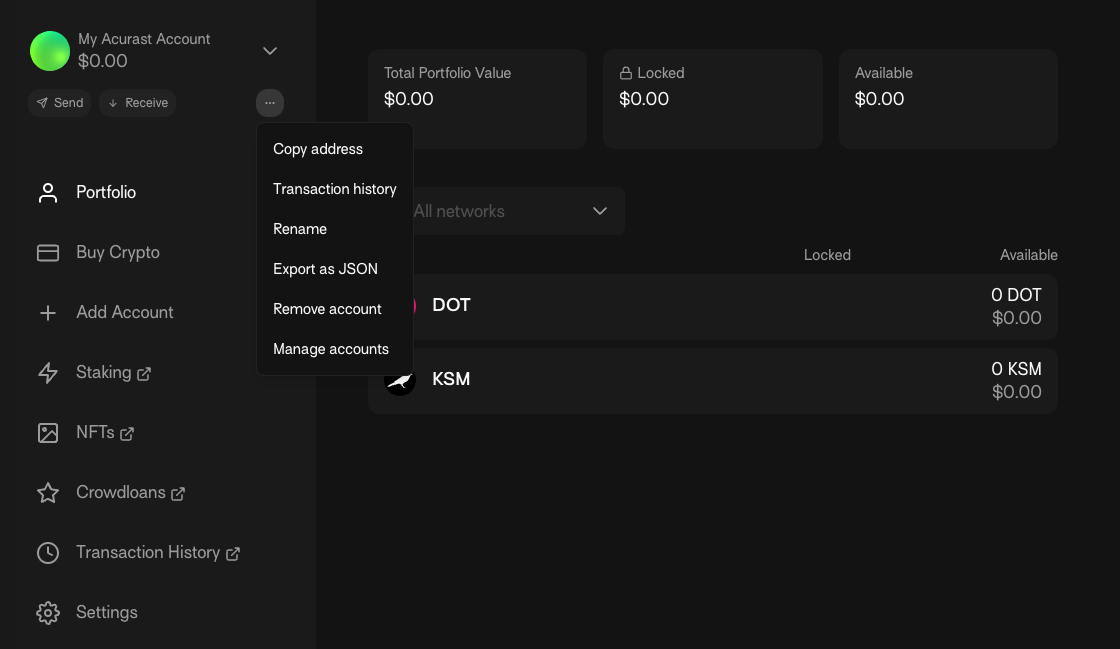 My Acurast Account
$0.00
Send
Receive
Copy address
Transaction history
Rename
Export as JSON
Remove account
Manage accounts
Portfolio
Buy Crypto
Add Account
Staking
NFTs
Crowdloans
Transaction History
Settings
Total Portfolio Value
$0.00
Locked
$0.00
Available
$0.00
All networks
Locked
Available
DOT
0 DOT
$0.00
KSM
0 KSM
$0.00